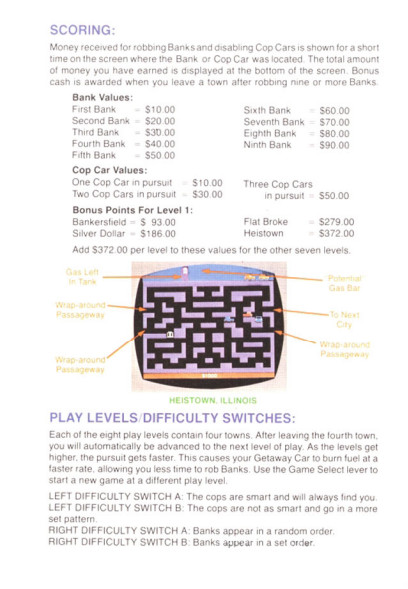 SCORING:
Money received for robbing Banks and disabling Cop Cars is shown for a short
time on the screen where the Bank or Cop Car was located. The total amount
of money you have earned is displayed at the bottom of the screen. Bonus
cash is awarded when you leave a town after robbing nine or more Banks.
Bank Values:
First Bank = $10.00
Second Bank = $20.00
Third Bank = $30.00
Fourth Bank = $40.00
Fifth Bank = $50.00
Sixth Bank = $60.00
Seventh Bank = $70.00
Eighth Bank = $80.00
Ninth Bank = $90.00
Cop Car Values:
One Cop Car in pursuit = $10.00
Two Cop Cars in pursuit = $30.00
Three Cop Cars
in pursuit = $50.00
Bonus Points For Level 1:
Bankersfield = $ 93.00
Silver Dollar = $186.00
Flat Broke = $279.00
Heistown = $372.00
Add $372.00 per level to these values for the other seven levels.
Gas Left
In Tank
Wrap-around
Passageway
Wrap-around
Passageway
Potential
Gas Bar
To Next
City
Wrap-around
Passageway
HEISTOWN, ILLINOIS
PLAY LEVELS/DIFFICULTY SWITCHES:
Each of the eight play levels contain four towns. After leaving the fourth town,
you will automatically be advanced to the next level of play. As the levels get
higher, the pursuit gets faster. This causes your Getaway Car to burn fuel at a
faster rate, allowing you less time to rob Banks. Use the Game Select lever to
start a new game at a different play level.
LEFT DIFFICULTY SWITCH A: The cops are smart and will always find you.
LEFT DIFFICULTY SWITCH B: The cops are not as smart and go in a more
set pattern.
RIGHT DIFFICULTY SWITCH A: Banks appear in a random order.
RIGHT DIFFICULTY SWITCH B: Banks appear in a set order.